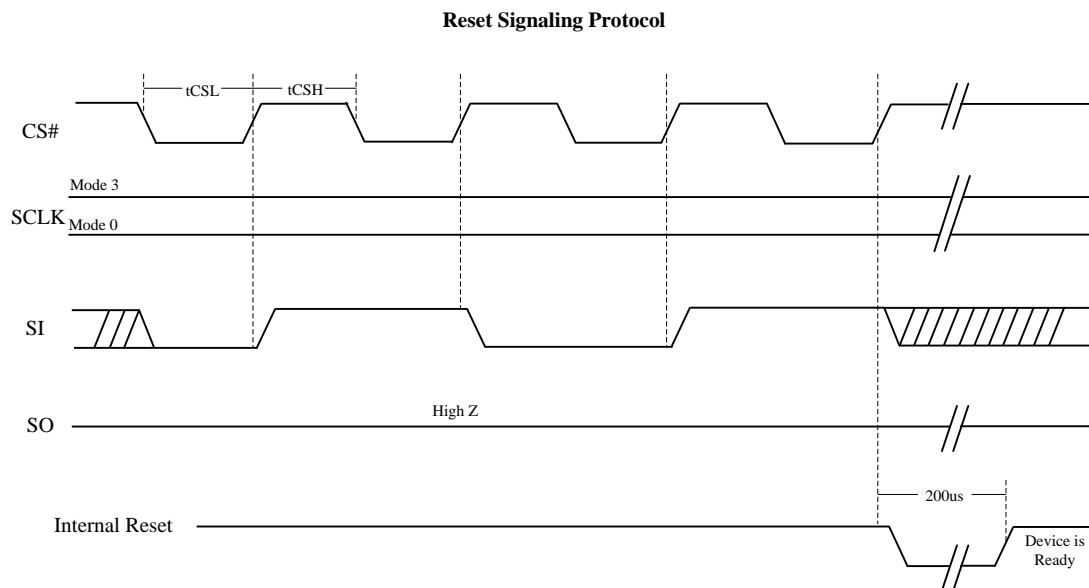 Reset Signaling Protocol
tCSL
tCSH
CS#
Mode 3
SCLK
Mode 0
SI
High Z
SO
200us
Internal Reset
Device is
Ready